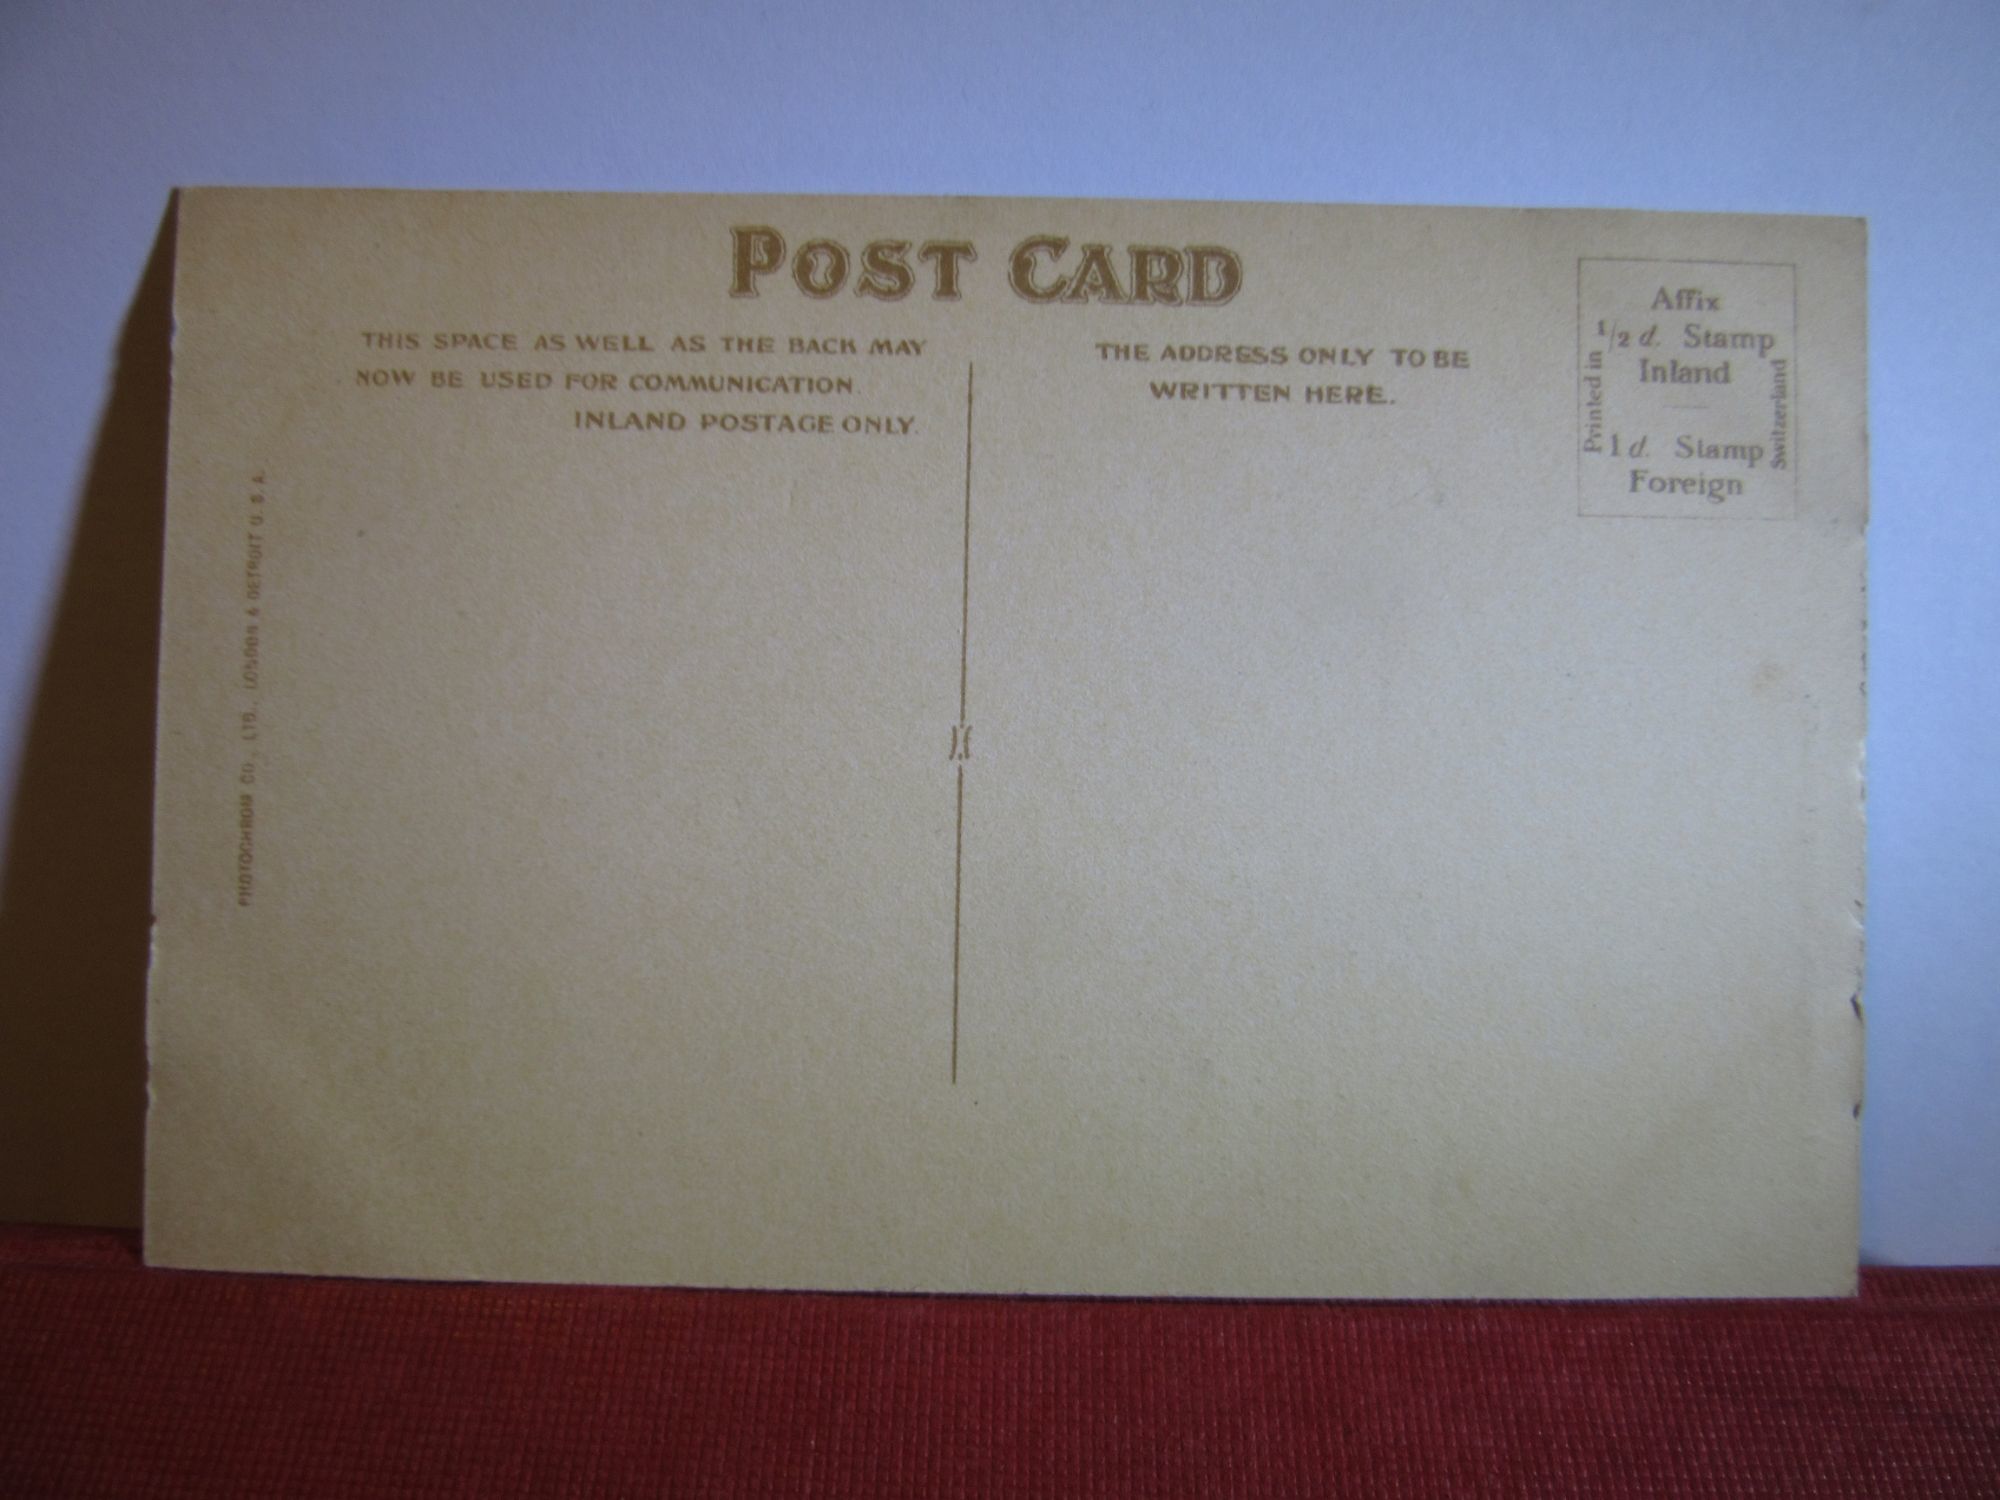 POST CARD
THIS SPACE AS WELL AS THE BACK MAY
NOW BE USED FOR COMMUNICATION.
INLAND POSTAGE ONLY.
THE ADDRESS ONLY TO BE
WRITTEN HERE.
Affix
1/2 d. Stamp
Inland
1 d. Stamp
Foreign
Printed in
Switzerland
PHOTOCHROM CO., LTD., LONDON & DETROIT U.S.A.